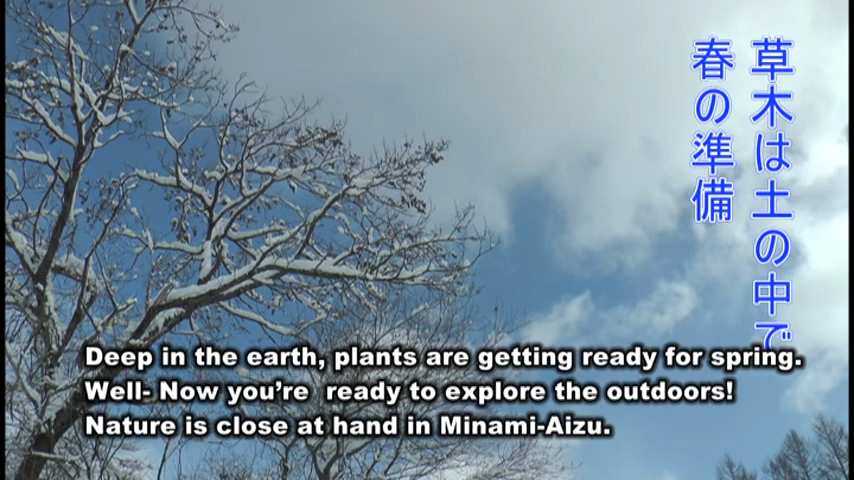 草木は土の中で
春の準備
Deep in the earth, plants are getting ready for spring.
Well- Now you’re  ready to explore the outdoors!
Nature is close at hand in Minami-Aizu.